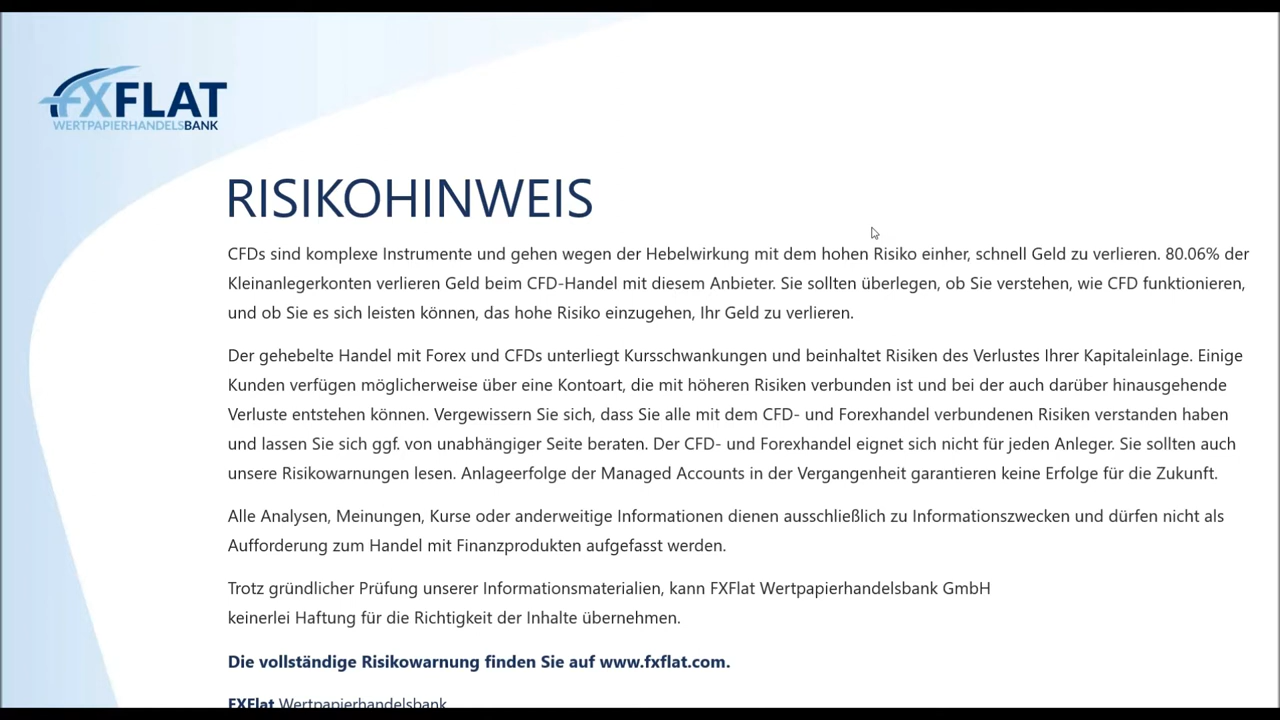 FXFLAT
WERTPAPIERHANDELSBANK
RISIKOHINWEIS
CFDs sind komplexe Instrumente und gehen wegen der Hebelwirkung mit dem hohen Risiko einher, schnell Geld zu verlieren. 80.06% der
Kleinanlegerkonten verlieren Geld beim CFD-Handel mit diesem Anbieter. Sie sollten überlegen, ob Sie verstehen, wie CFD funktionieren,
und ob Sie es sich leisten können, das hohe Risiko einzugehen, Ihr Geld zu verlieren.
Der gehebelte Handel mit Forex und CFDs unterliegt Kursschwankungen und beinhaltet Risiken des Verlustes Ihrer Kapitaleinlage. Einige
Kunden verfügen möglicherweise über eine Kontoart, die mit höheren Risiken verbunden ist und bei der auch darüber hinausgehende
Verluste entstehen können. Vergewissern Sie sich, dass Sie alle mit dem CFD- und Forexhandel verbundenen Risiken verstanden haben
und lassen Sie sich ggf. von unabhängiger Seite beraten. Der CFD- und Forexhandel eignet sich nicht für jeden Anleger. Sie sollten auch
unsere Risikowarnungen lesen. Anlageerfolge der Managed Accounts in der Vergangenheit garantieren keine Erfolge für die Zukunft.
Alle Analysen, Meinungen, Kurse oder anderweitige Informationen dienen ausschließlich zu Informationszwecken und dürfen nicht als
Aufforderung zum Handel mit Finanzprodukten aufgefasst werden.
Trotz gründlicher Prüfung unserer Informationsmaterialien, kann FXFlat Wertpapierhandelsbank GmbH
keinerlei Haftung für die Richtigkeit der Inhalte übernehmen.
Die vollständige Risikowarnung finden Sie auf www.fxflat.com.
FXFlat Wertpapierhandelsbank